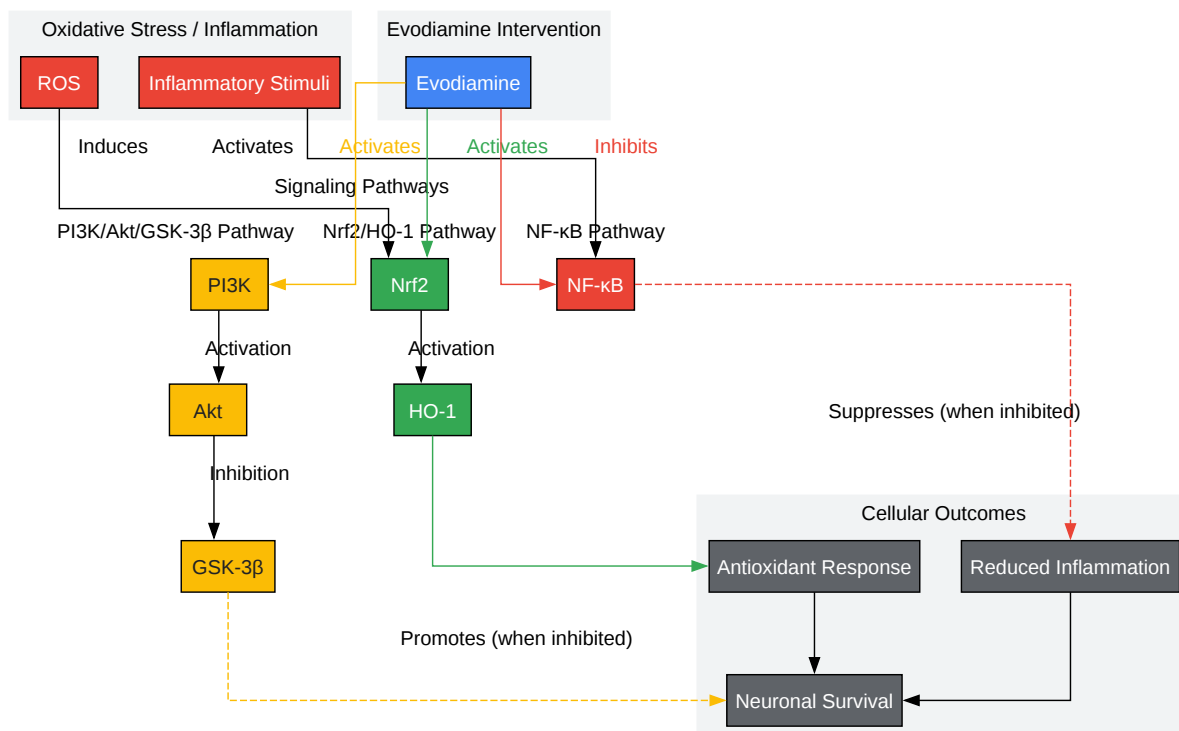 Oxidative Stress / Inflammation
Evodiamine Intervention
ROS
Inflammatory Stimuli
Evodiamine
Induces
Activates
Activates
Activates
Inhibits
Signaling Pathways
PI3K/Akt/GSK-3β Pathway
Nrf2/HO-1 Pathway
NF-κB Pathway
PI3K
Nrf2
NF-κB
Activation
Activation
Akt
HO-1
Suppresses (when inhibited)
Inhibition
Cellular Outcomes
GSK-3β
Antioxidant Response
Reduced Inflammation
Promotes (when inhibited)
Neuronal Survival